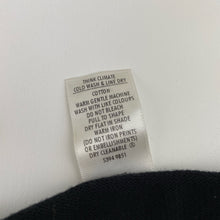 THINK CLIMATE
COLD WASH & LINE DRY
COTTON
WARM GENTLE MACHINE
WASH WITH LIKE COLOURS
DO NOT BLEACH
PULL TO SHAPE
DRY FLAT IN SHADE
WARM IRON
(DO NOT IRON PRINTS
OR EMBELLISHMENTS)
DRY CLEANABLE